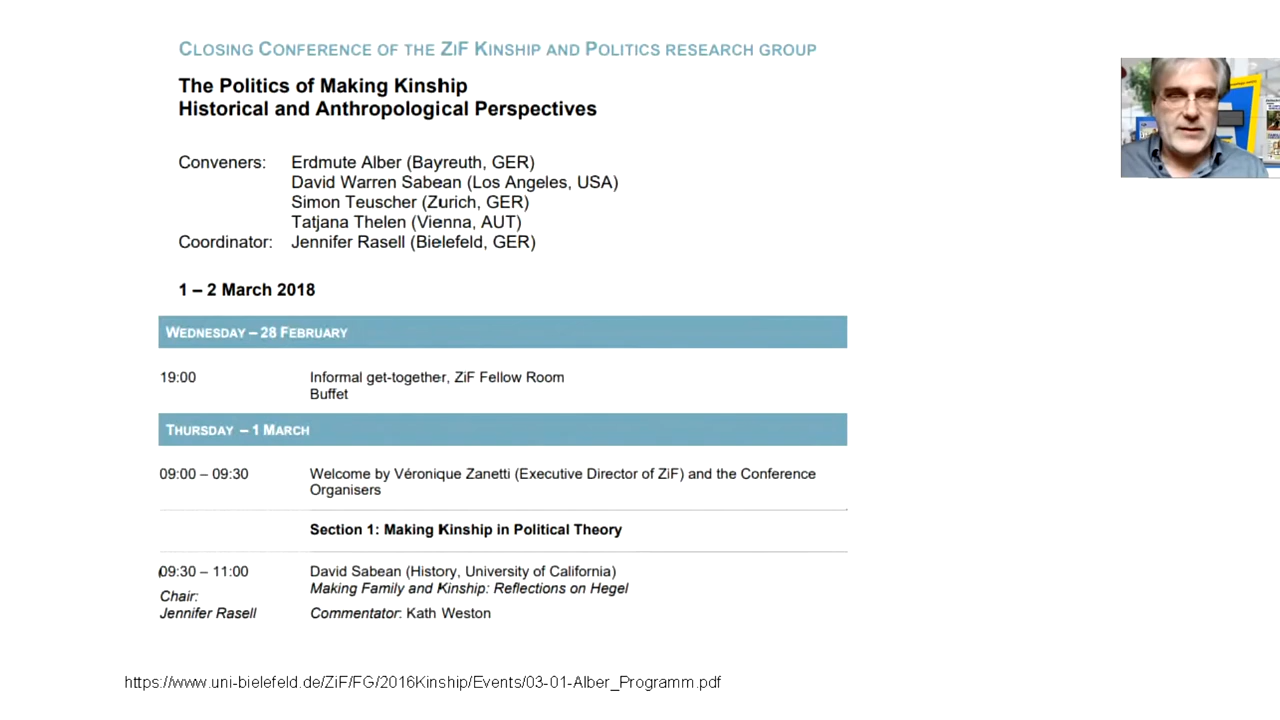 CLOSING CONFERENCE OF THE ZIF KINSHIP AND POLITICS RESEARCH GROUP
The Politics of Making Kinship
Historical and Anthropological Perspectives
Conveners: Erdmute Alber (Bayreuth, GER)
David Warren Sabean (Los Angeles, USA)
Simon Teuscher (Zurich, GER)
Tatjana Thelen (Vienna, AUT)
Coordinator: Jennifer Rasell (Bielefeld, GER)
1 – 2 March 2018
WEDNESDAY – 28 FEBRUARY
19:00 Informal get-together, ZiF Fellow Room
Buffet
THURSDAY – 1 MARCH
09:00 – 09:30 Welcome by Véronique Zanetti (Executive Director of ZiF) and the Conference
Organisers
Section 1: Making Kinship in Political Theory
09:30 – 11:00 David Sabean (History, University of California)
Making Family and Kinship: Reflections on Hegel
Chair:
Jennifer Rasell Commentator: Kath Weston
https://www.uni-bielefeld.de/ZiF/FG/2016Kinship/Events/03-01-Alber_Programm.pdf